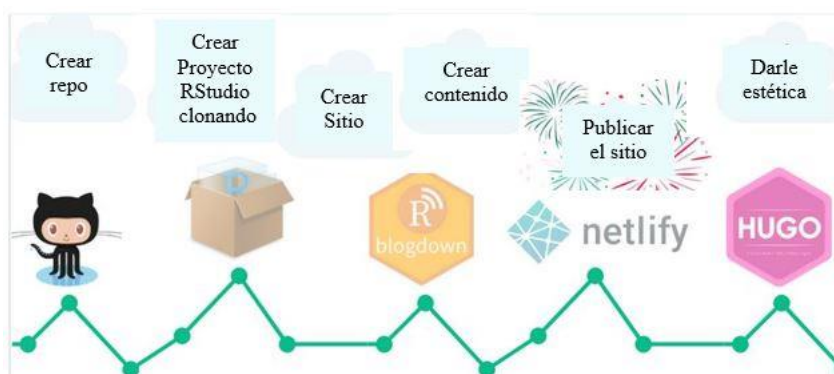 Crear
repo
Crear
Proyecto
RStudio
clonando
Crear
Sitio
Crear
contenido
Publicar
el sitio
Darle
estética
R
blogdown
netlify
HUGO